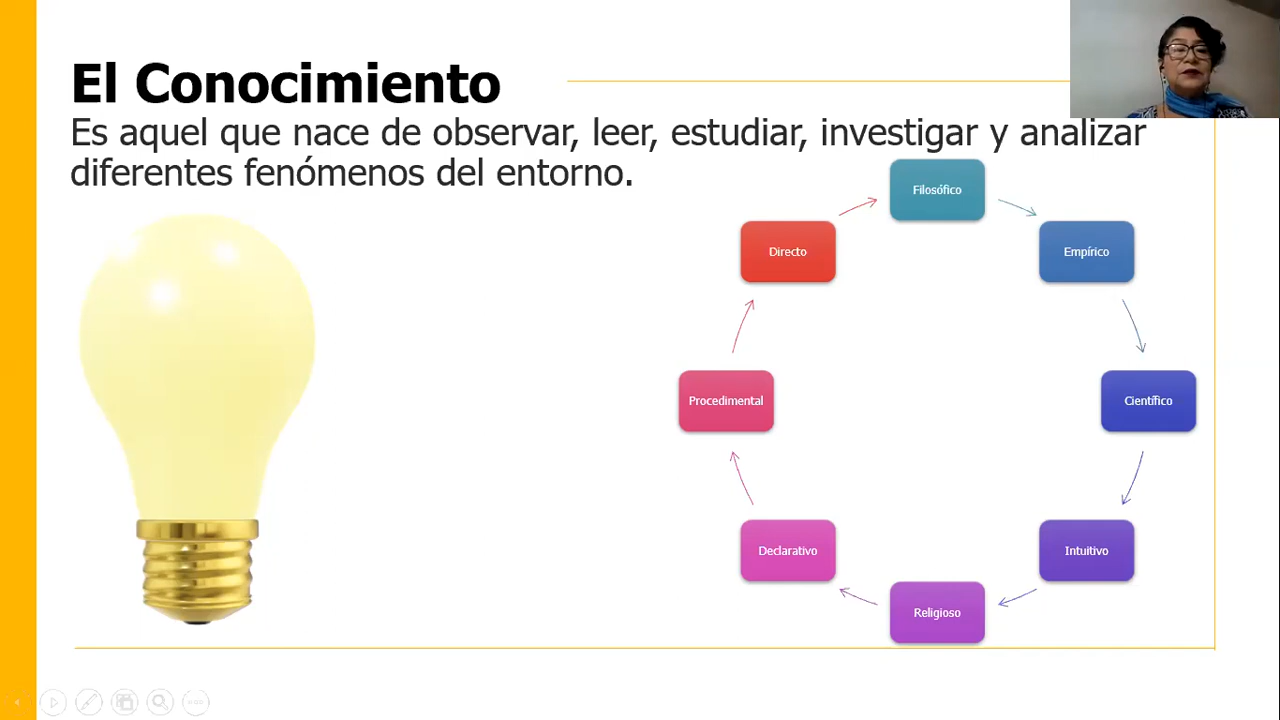 El Conocimiento
Es aquel que nace de observar, leer, estudiar, investigar y analizar
diferentes fenómenos del entorno.
Filosófico
Empírico
Científico
Intuitivo
Religioso
Declarativo
Procedimental
Directo